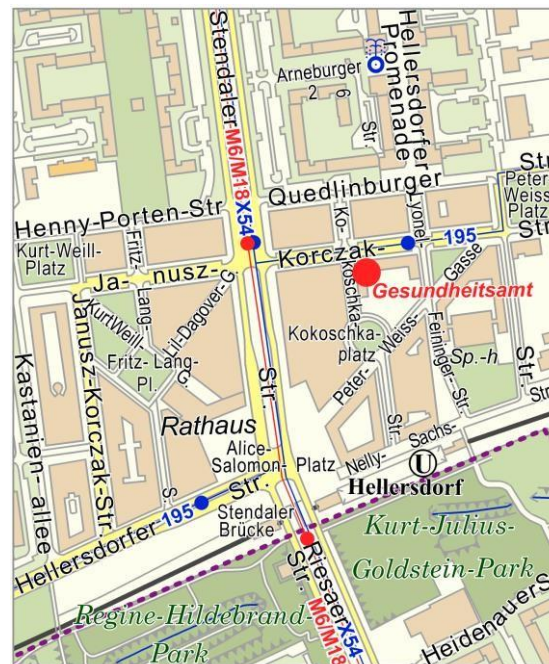 Stendaler
M6/M18
X54
Hellersdorfer
Promenade
Arneburger
2 6
Str.
Quedlinburger
Str.
Peter-
Weiss-
Platz
Henny-Porten-Str.
Kurt-Weill-
Platz
Fritz-
Lang-
Ja- nusz-
Korczak-
195
Str.
Lyonel-
Ko-
koschka-
Gesundheitsamt
Gasse
Kokoschka-
platz
Peter- Weiss-
Feininger- Str.
Sp.-h
Str.
KurtWeill-
G.
Lil-Dagover-G.
Fritz-Lang-
Pl.
Janusz-Korczak-Str.
Kastanien- allee
Str.
Rathaus
Alice-
Salomon- Platz
Str.
Nelly- Sachs- Str.
U
Hellersdorf
Hellersdorfer
195
Str.
Stendaler
Brücke
Kurt-Julius-
Goldstein-Park
Riesaer
Str.
M6/M18
X54
Regine-Hildebrand-
Park
HeidenauerS